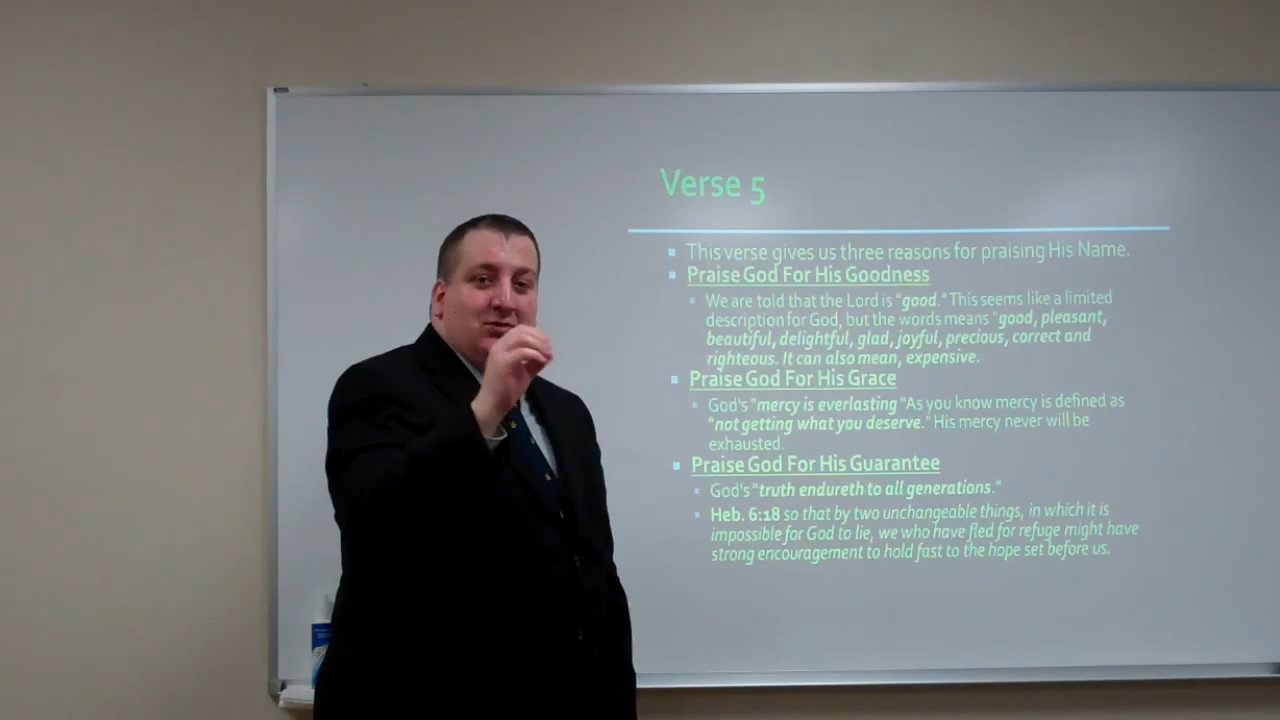 Verse 5
This verse gives us three reasons for praising His Name.
Praise God For His Goodness
We are told that the Lord is "good." This seems like a limited
description for God, but the words means "good, pleasant,
beautiful, delightful, glad, joyful, precious, correct and
righteous. It can also mean, expensive.
Praise God For His Grace
God's "mercy is everlasting "As you know mercy is defined as
"not getting what you deserve." His mercy never will be
exhausted.
Praise God For His Guarantee
God's "truth endureth to all generations."
Heb. 6:18 so that by two unchangeable things, in which it is
impossible for God to lie, we who have fled for refuge might have
strong encouragement to hold fast to the hope set before us.